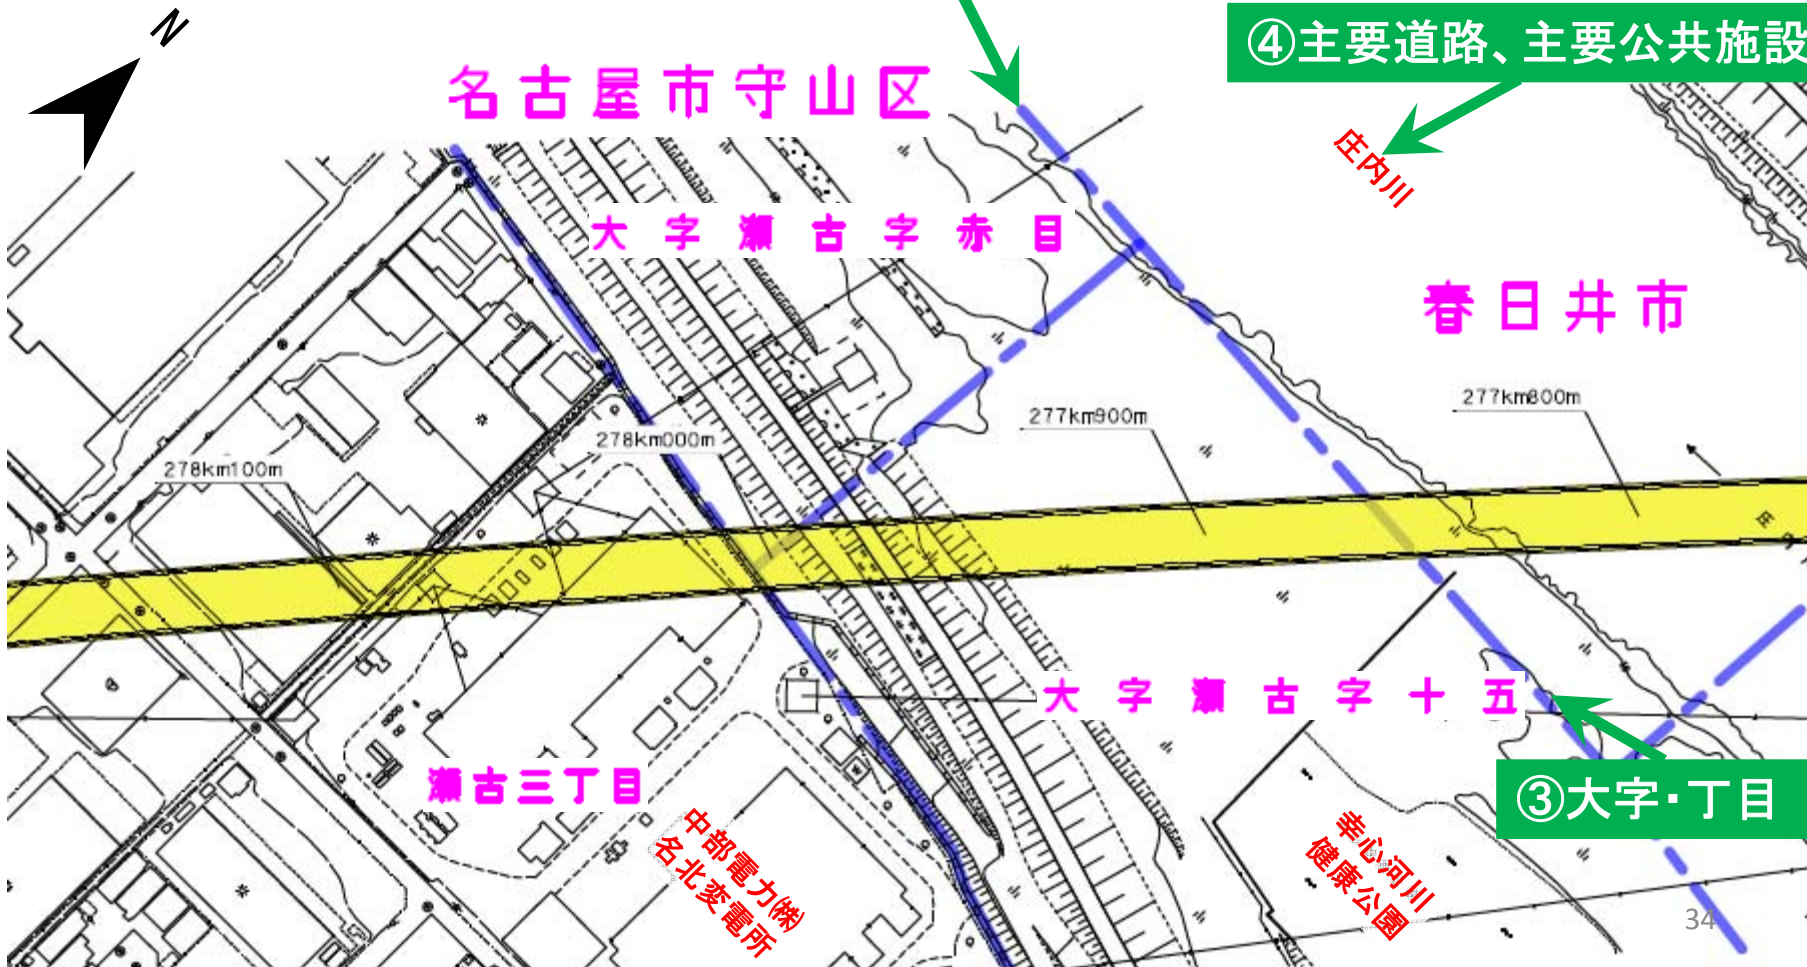 N
④主要道路、主要公共施設
名古屋市守山区
庄内川
大字瀬古字赤目
春日井市
277km800m
277km900m
278km000m
278km100m
大字瀬古字十五
瀬古三丁目
③大字・丁目
中部電力㈱
名北変電所
幸心河川
健康公園
34